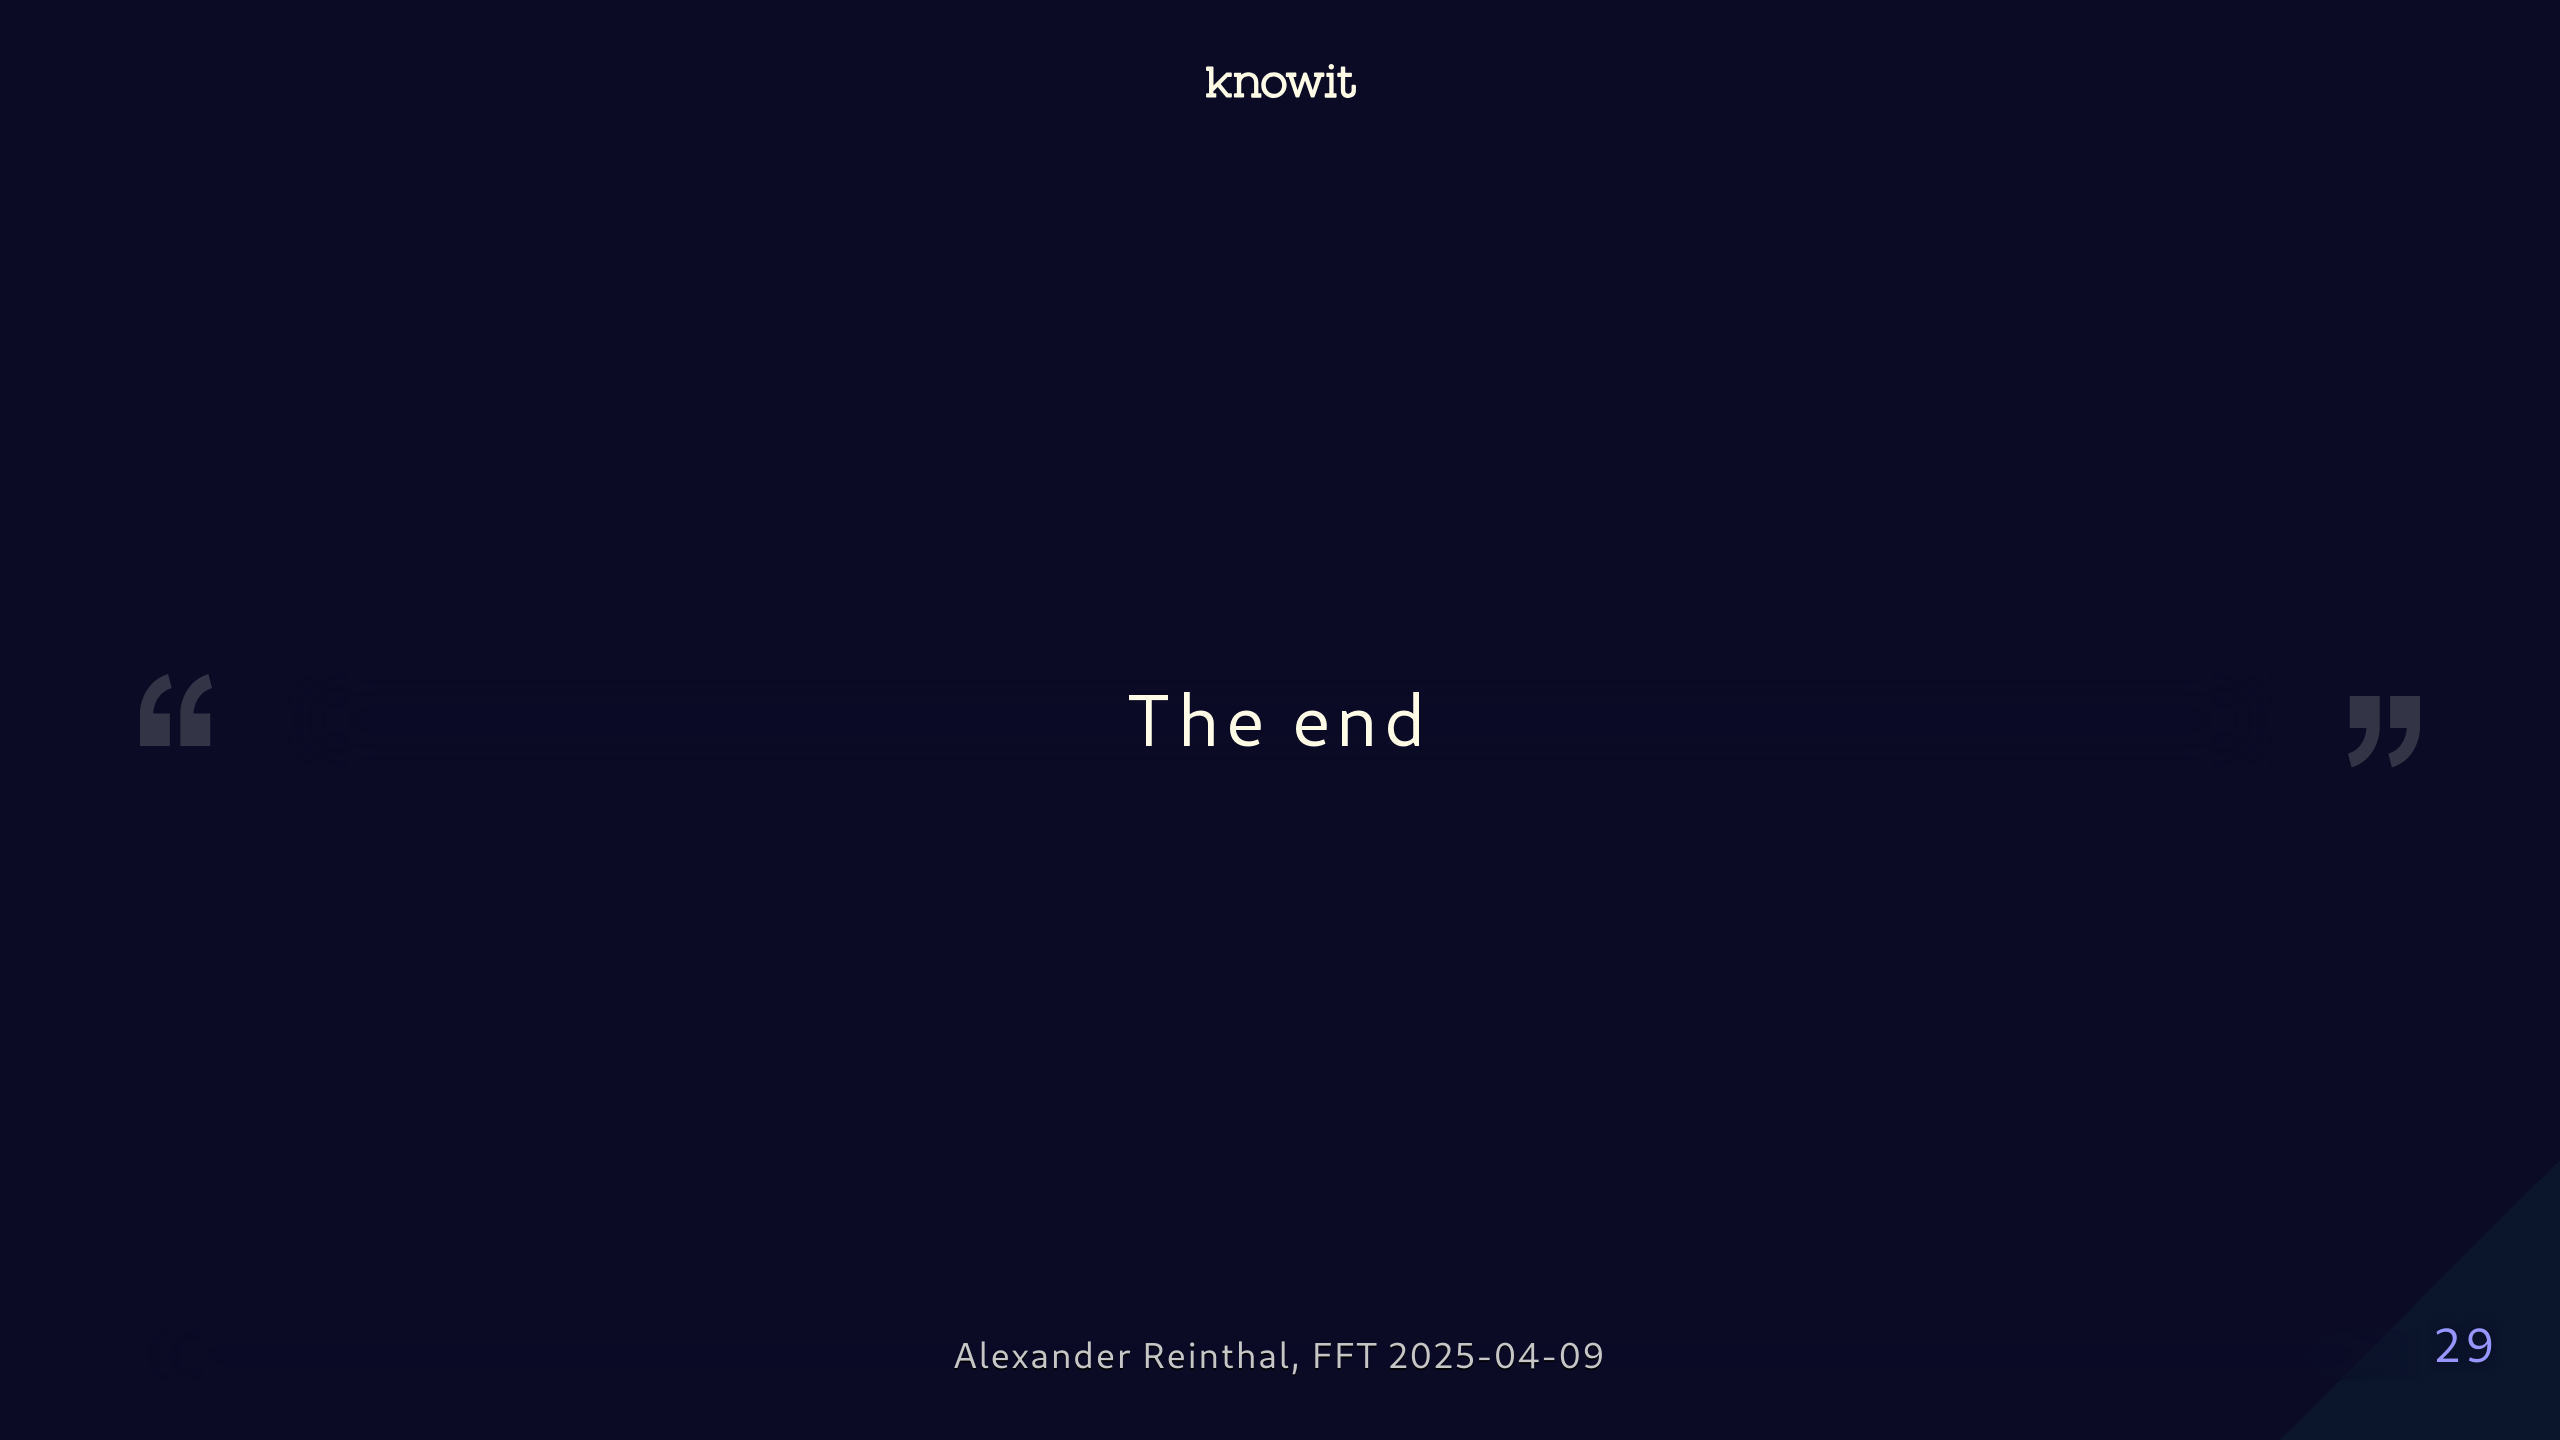 knowit
“ The end ”
Alexander Reinthal, FFT 2025-04-09
29